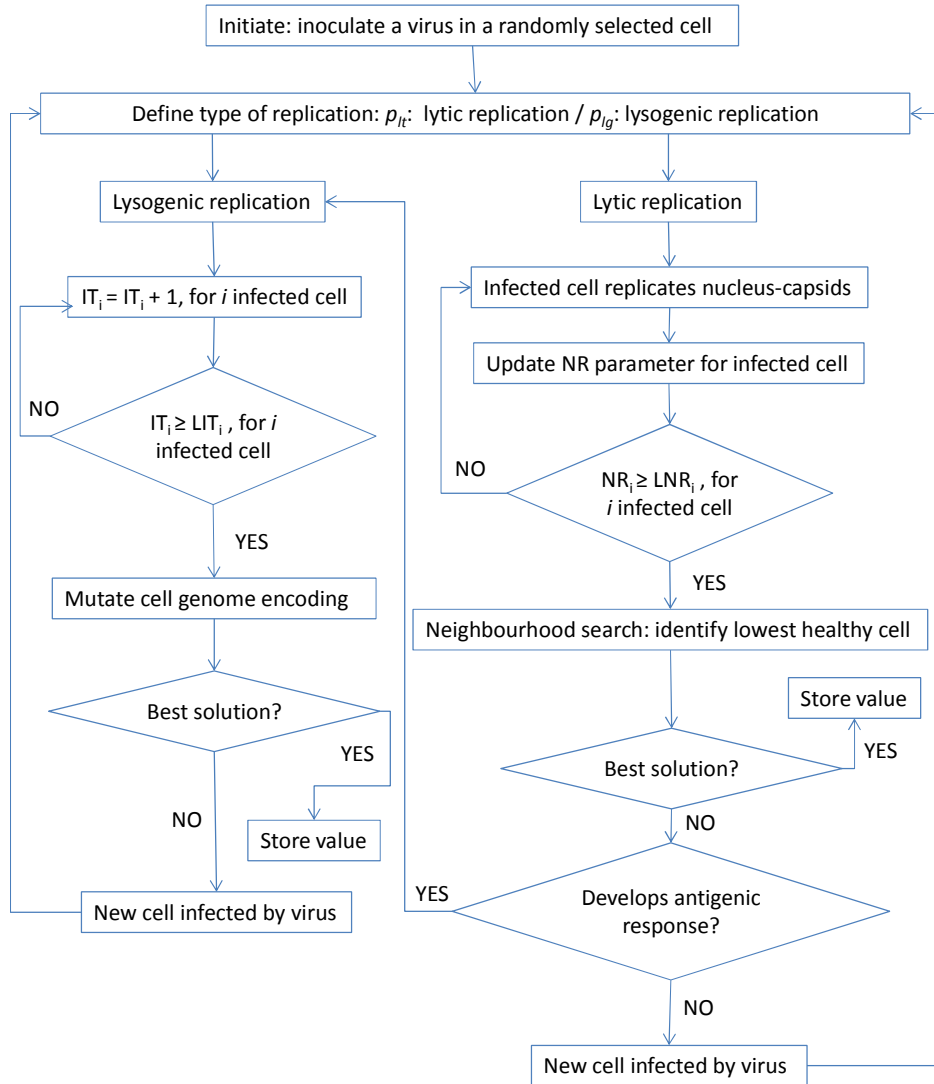 Initiate: inoculate a virus in a randomly selected cell
Define type of replication: plt: lytic replication / plg: lysogenic replication
Lysogenic replication
ITi = ITi + 1, for i infected cell
NO
ITi ≥ LITi , for i
infected cell
YES
Mutate cell genome encoding
Best solution?
YES
NO
Store value
New cell infected by virus
Lytic replication
Infected cell replicates nucleus-capsids
Update NR parameter for infected cell
NO
NRi ≥ LNRi , for
i infected cell
YES
Neighbourhood search: identify lowest healthy cell
Store value
YES
Best solution?
NO
YES
Develops antigenic
response?
NO
New cell infected by virus